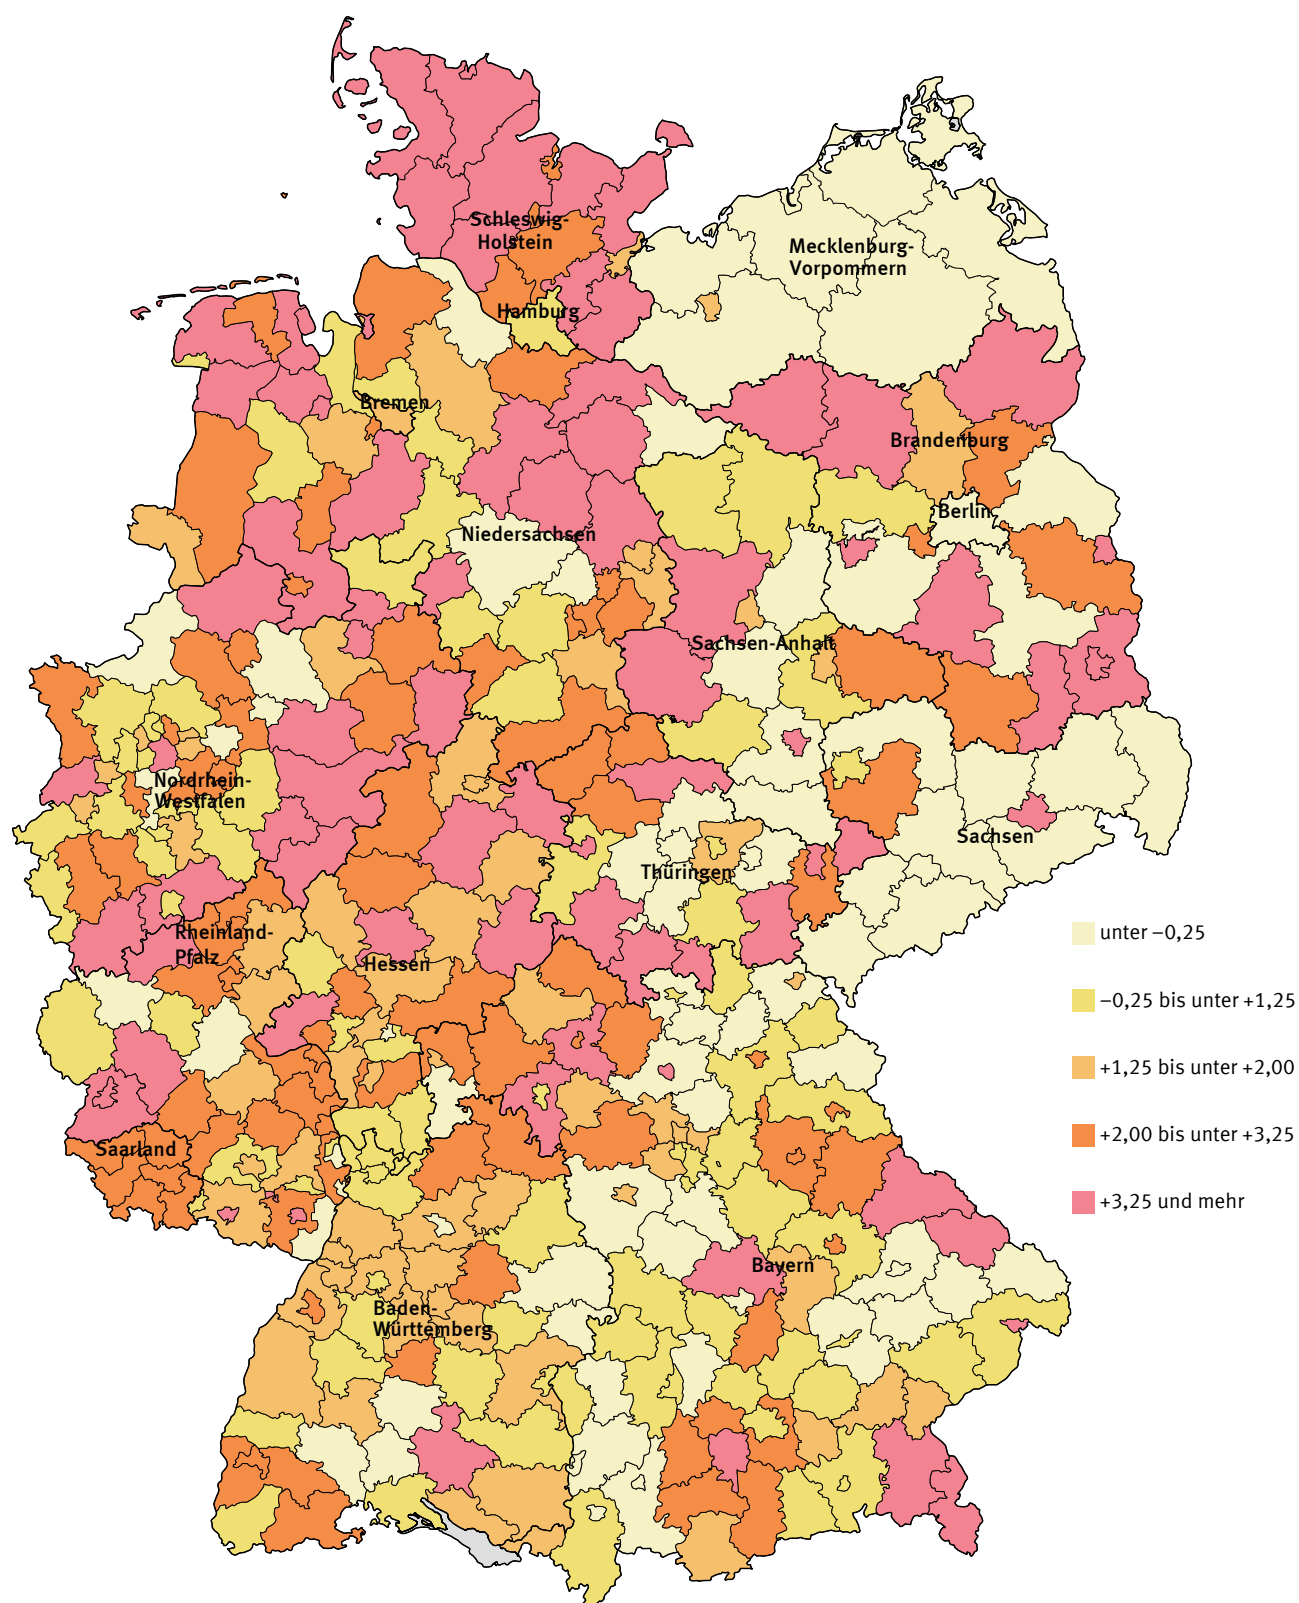 Schleswig-
Holstein
Mecklenburg-
Vorpommern
Hamburg
Bremen
Brandenburg
Berlin
Niedersachsen
Sachsen-Anhalt
Nordrhein-
Westfalen
Sachsen
Thüringen
Rheinland-
Pfalz
Hessen
Saarland
Bayern
Baden-
Württemberg
unter –0,25
–0,25 bis unter +1,25
+1,25 bis unter +2,00
+2,00 bis unter +3,25
+3,25 und mehr